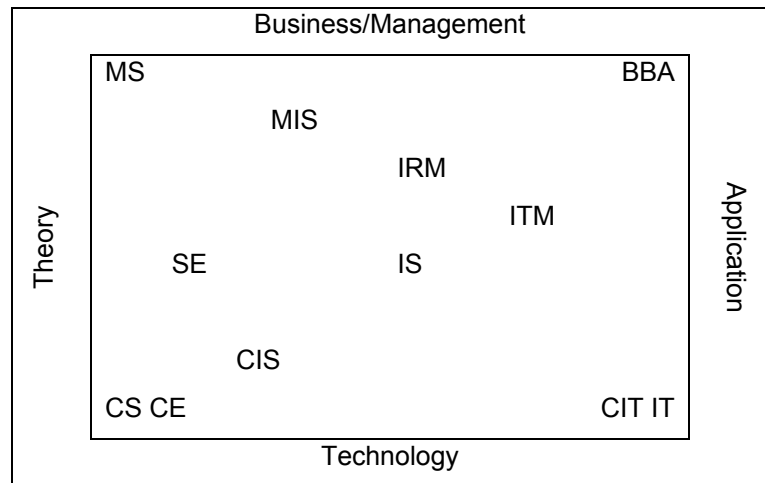 Business/Management
MS BBA
MIS
IRM
ITM
Theory
Application
SE IS
CIS
CS CE CIT IT
Technology